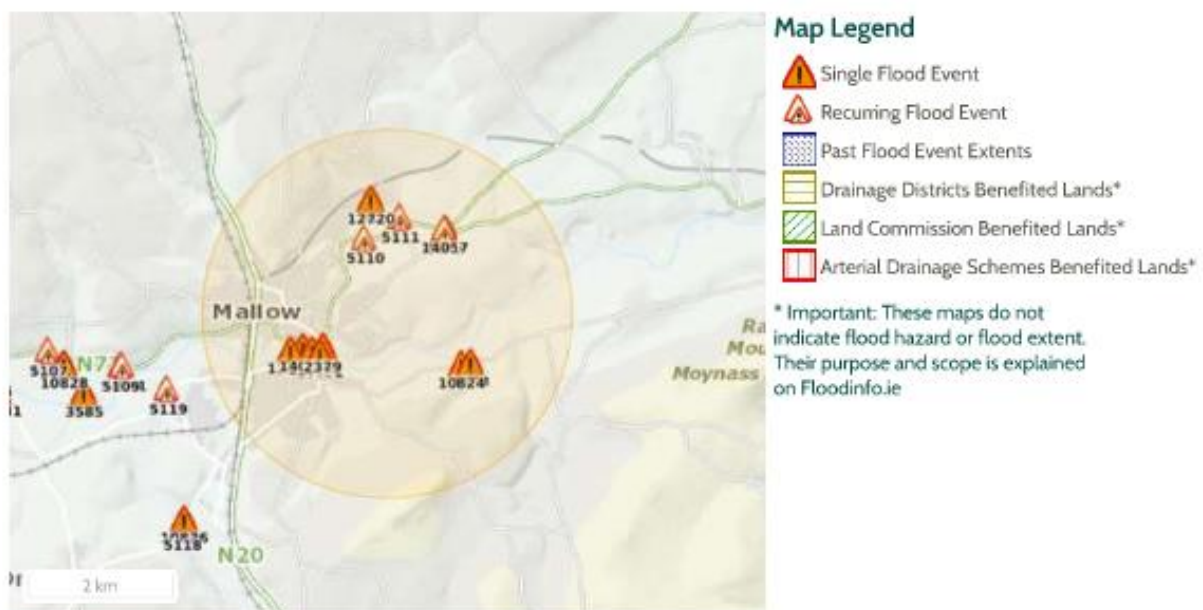 12720
5111
14057
5110
Mallow
Ra
Mou
Moynass
10824
N7
5107
10828
5109
3585
5119
5118
N20
2 km
Map Legend
Single Flood Event
Recurring Flood Event
Past Flood Event Extents
Drainage Districts Benefited Lands*
Land Commission Benefited Lands*
Arterial Drainage Schemes Benefited Lands*
* Important: These maps do not
indicate flood hazard or flood extent.
Their purpose and scope is explained
on Floodinfo.ie